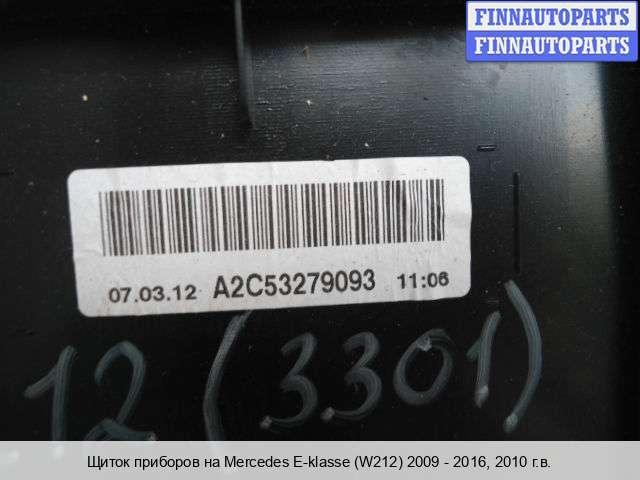 FINNAUTOPARTS
FINNAUTOPARTS
07.03.12 A2C53279093 11:06
12 (3301)
Щиток приборов на Mercedes E-klasse (W212) 2009 - 2016, 2010 г.в.